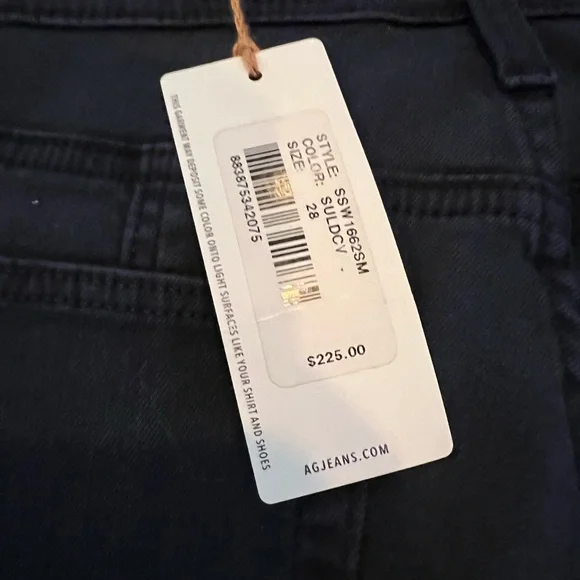 THIS GARMENT MAY DEPOSIT SOME COLOR ONTO LIGHT SURFACES LIKE YOUR SHIRT AND SHOES
STYLE: SSW1662SM
COLOR: SULDCV -
SIZE: 28
883875342075
$225.00
AGJEANS.COM